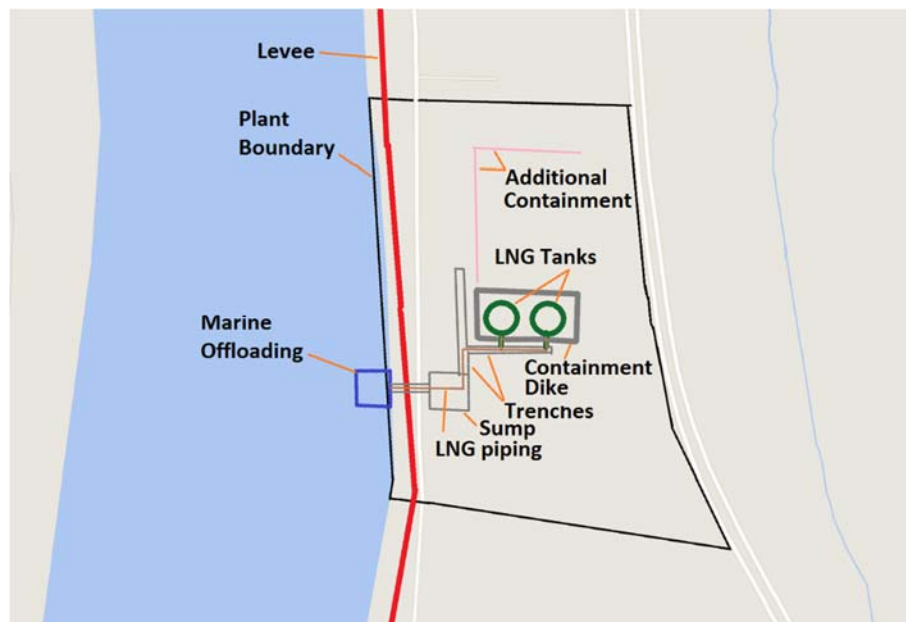 Levee
Plant
Boundary
Additional
Containment
LNG Tanks
Marine
Offloading
Containment
Dike
Trenches
Sump
LNG piping